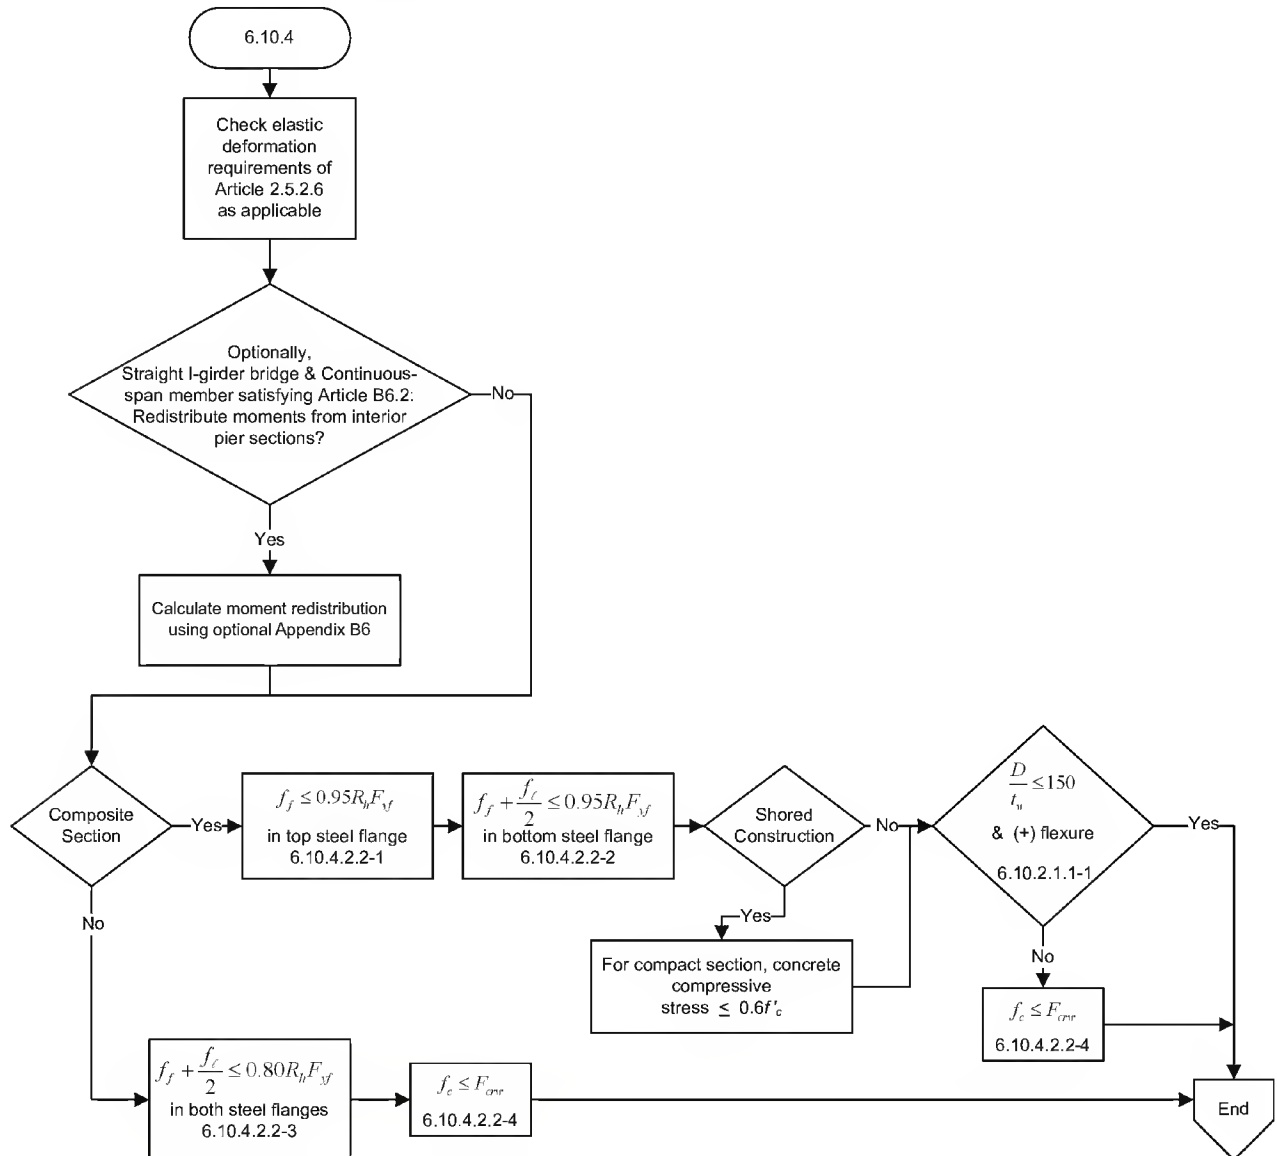 6.10.4
Check elastic
deformation
requirements of
Article 2.5.2.6
as applicable
Optionally,
Straight I-girder bridge & Continuous-
span member satisfying Article B6.2:
Redistribute moments from interior
pier sections?
No
Yes
Calculate moment redistribution
using optional Appendix B6
Composite
Section
Yes
f_f ≤ 0.95R_hF_yf
in top steel flange
6.10.4.2.2-1
f_f + f_ℓ/2 ≤ 0.95R_hF_yf
in bottom steel flange
6.10.4.2.2-2
Shored
Construction
No
Yes
For compact section, concrete
compressive
stress ≤ 0.6f'_c
D/t_w ≤ 150
& (+) flexure
6.10.2.1.1-1
Yes
No
f_c ≤ F_crw
6.10.4.2.2-4
No
f_f + f_ℓ/2 ≤ 0.80R_hF_yf
in both steel flanges
6.10.4.2.2-3
f_c ≤ F_crw
6.10.4.2.2-4
End